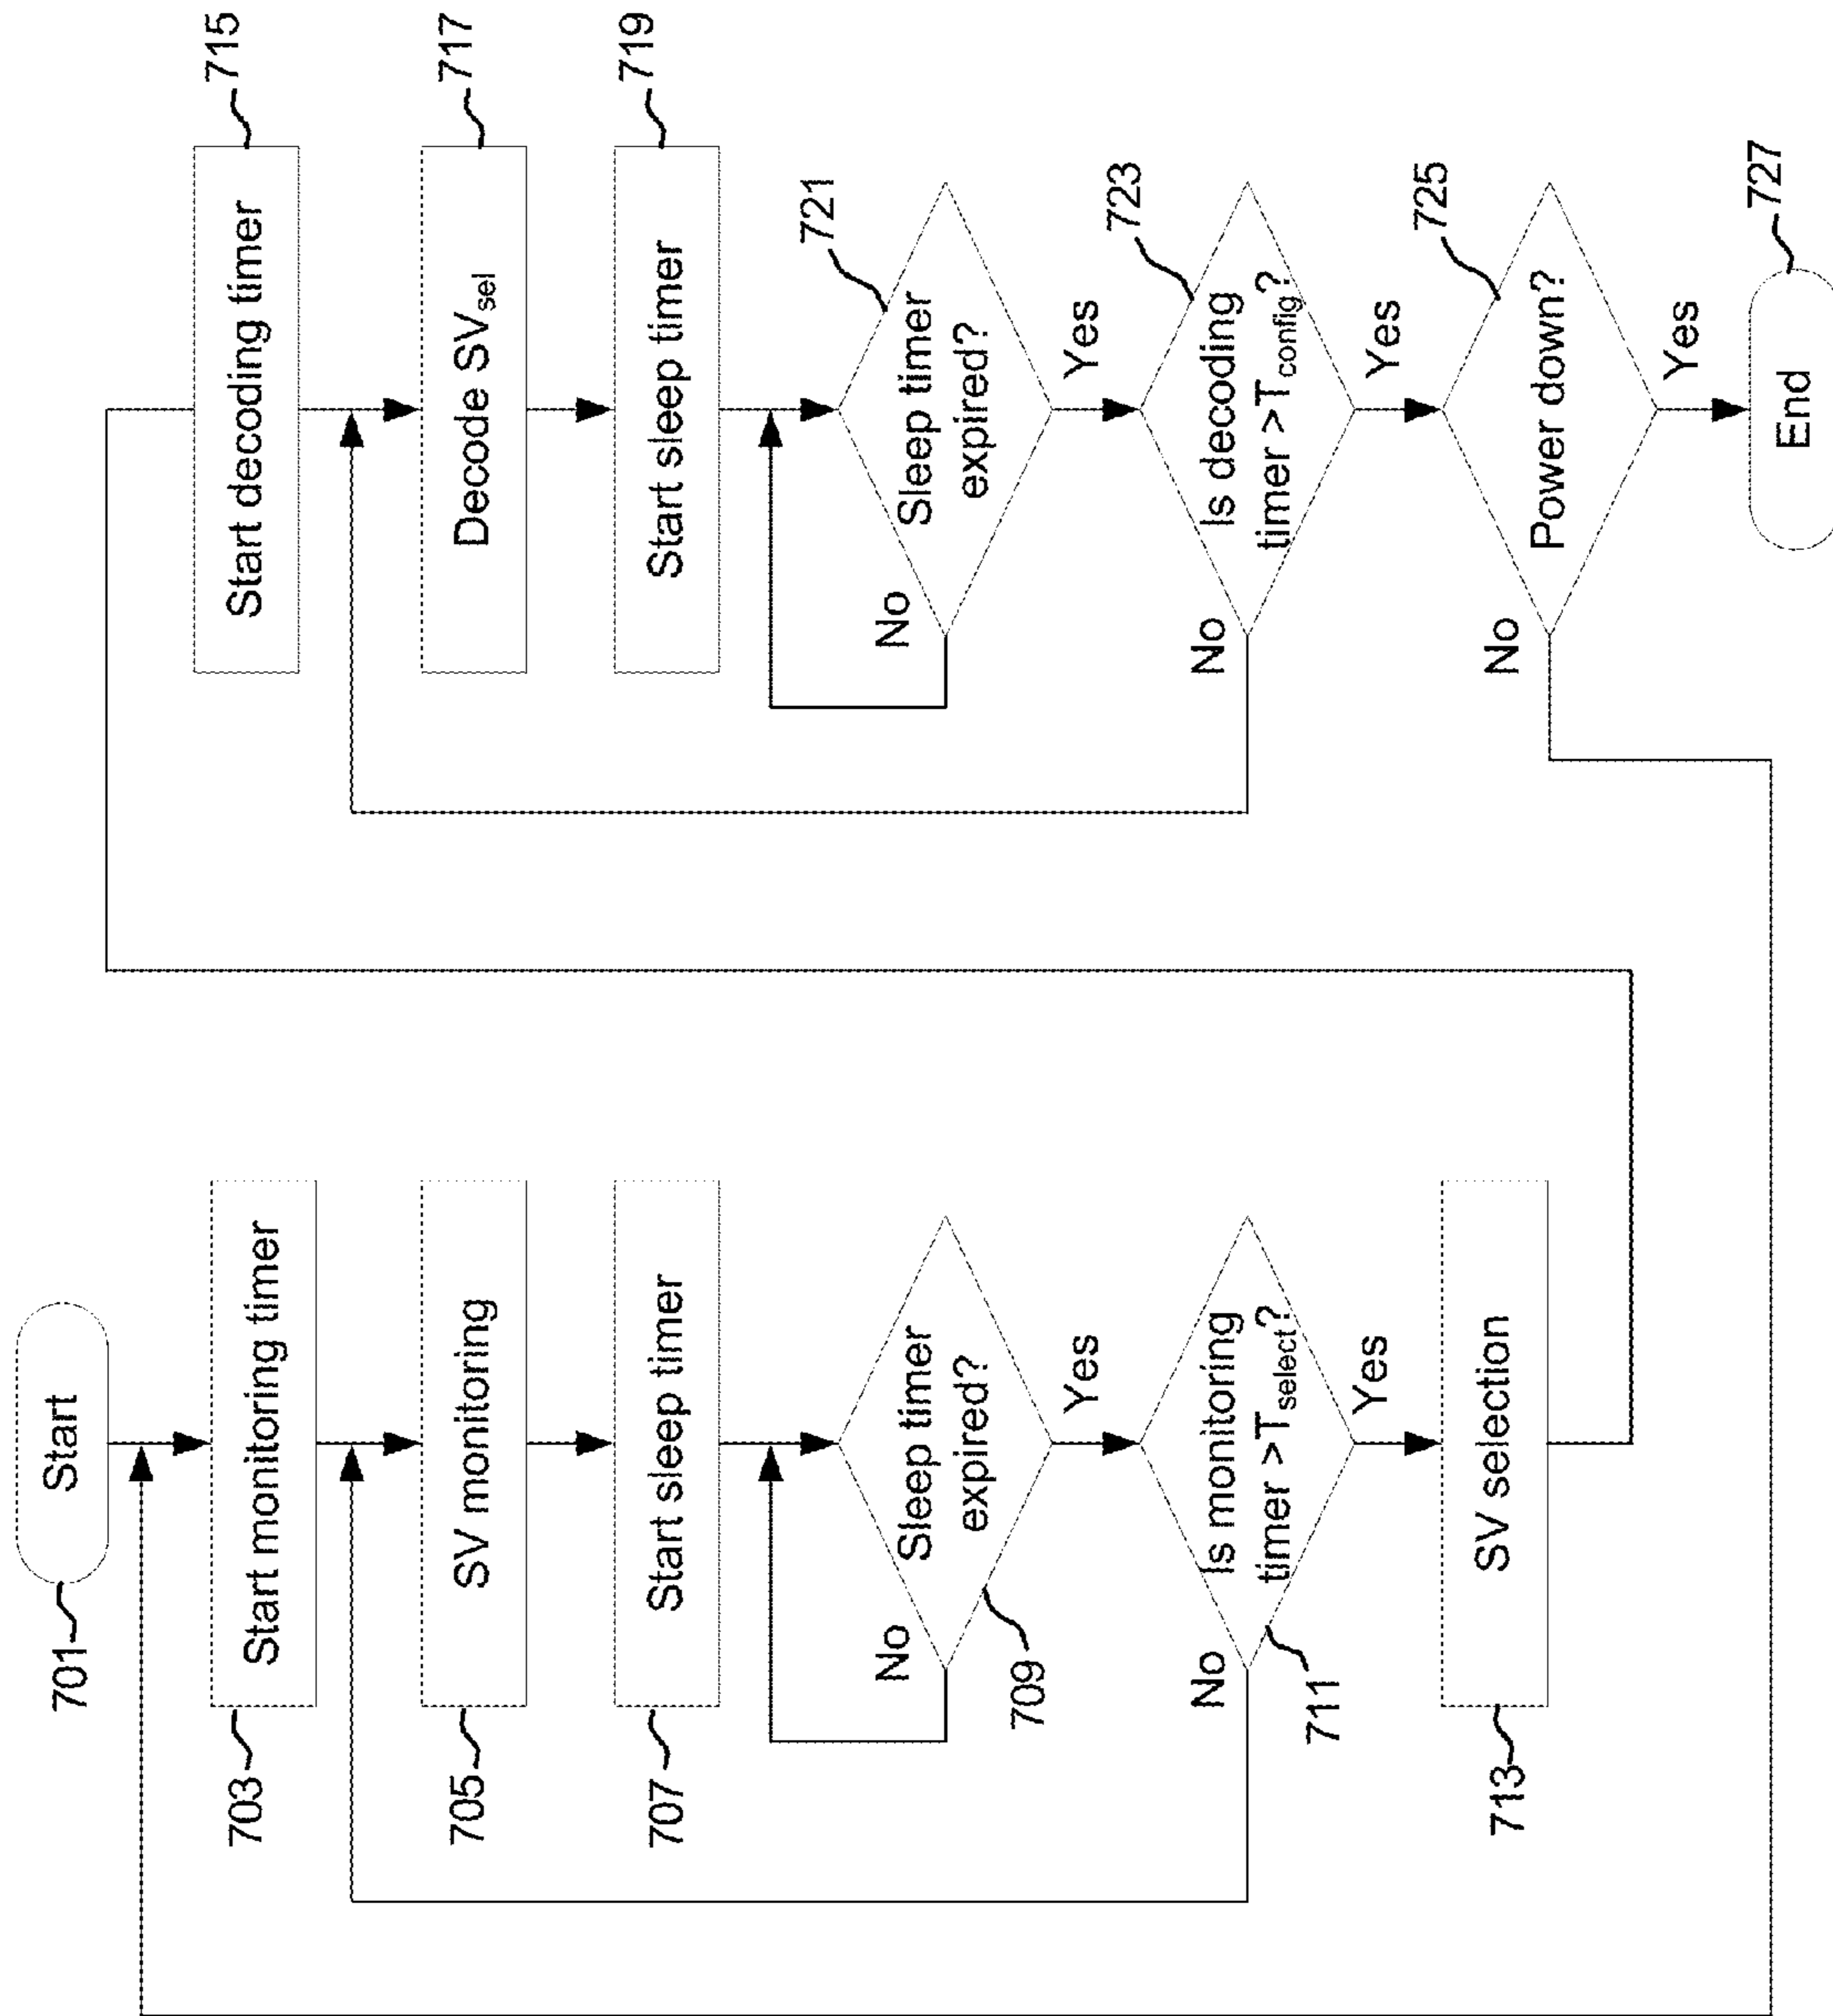 701
Start
703
Start monitoring timer
705
SV monitoring
707
Start sleep timer
Sleep timer
expired?
709
No
Yes
Is monitoring
timer >Tselect?
711
No
Yes
713
SV selection
Start decoding timer
715
Decode SVsel
717
Start sleep timer
719
Sleep timer
expired?
721
No
Yes
Is decoding
timer >Tconfig?
723
No
Yes
Power down?
725
No
Yes
End
727